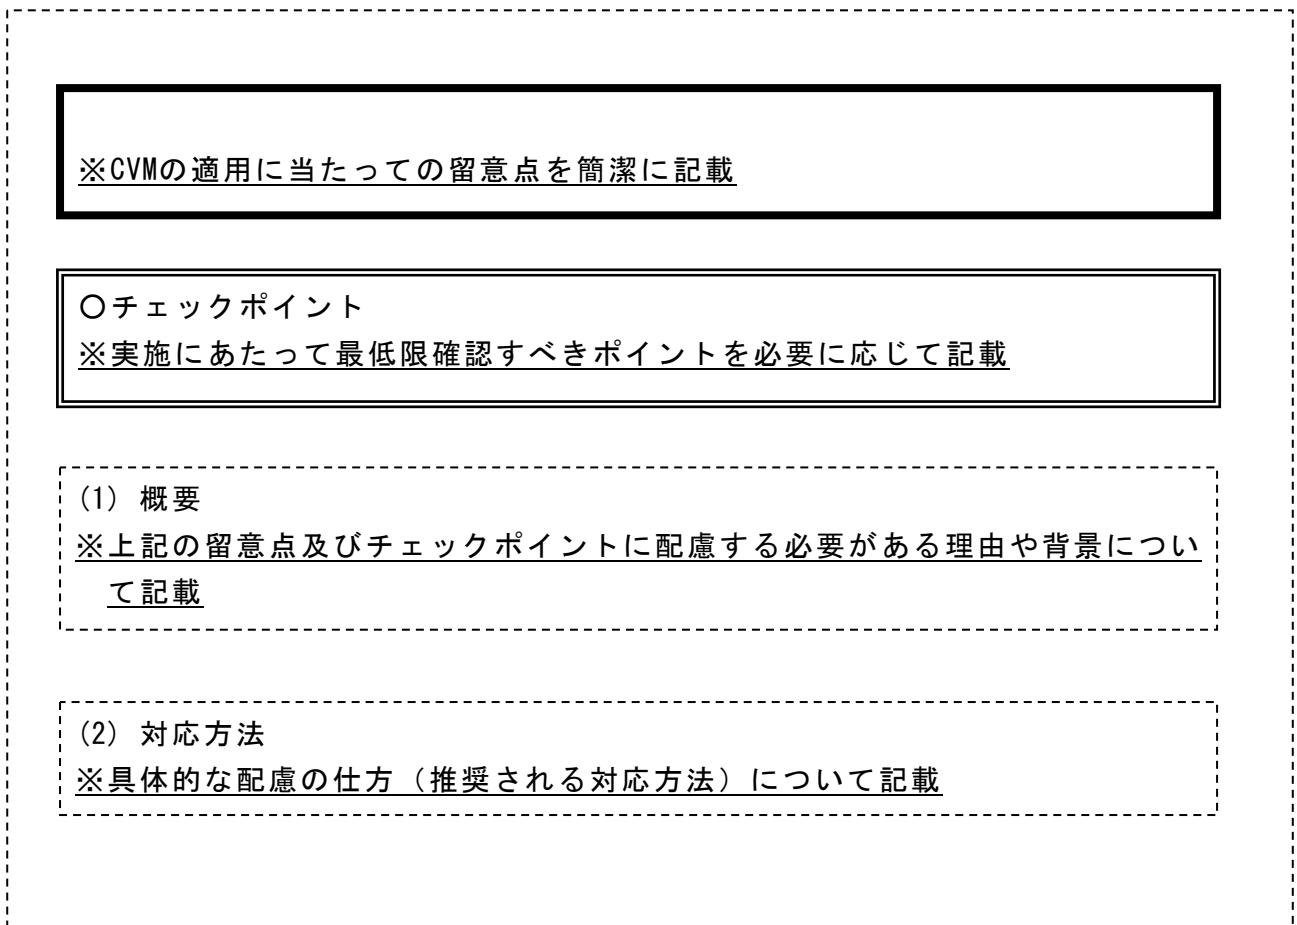 ※CVMの適用に当たっての留意点を簡潔に記載
○チェックポイント
※実施にあたって最低限確認すべきポイントを必要に応じて記載
(1) 概要
※上記の留意点及びチェックポイントに配慮する必要がある理由や背景につい
て記載
(2) 対応方法
※具体的な配慮の仕方（推奨される対応方法）について記載